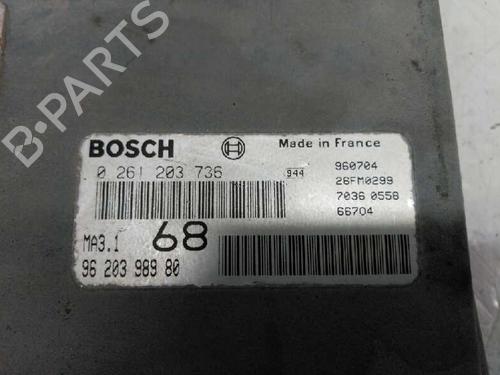 B-PARTS
BOSCH
Made in France
0 261 203 736
944
960704
26FM0299
7036 0558
66704
MA3.1
68
96 203 989 80